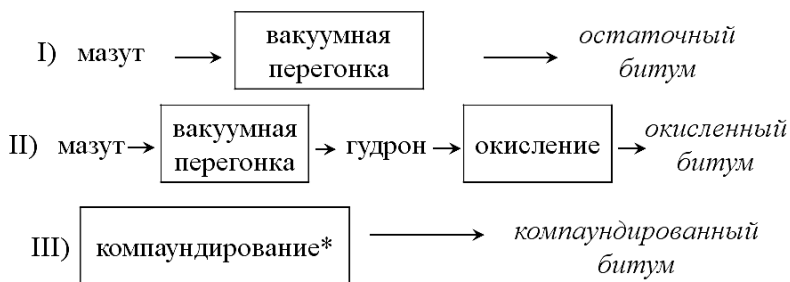 I) мазут → вакуумная перегонка → остаточный битум
II) мазут → вакуумная перегонка → гудрон → окисление → окисленный битум
III) компаундирование* → компаундированный битум